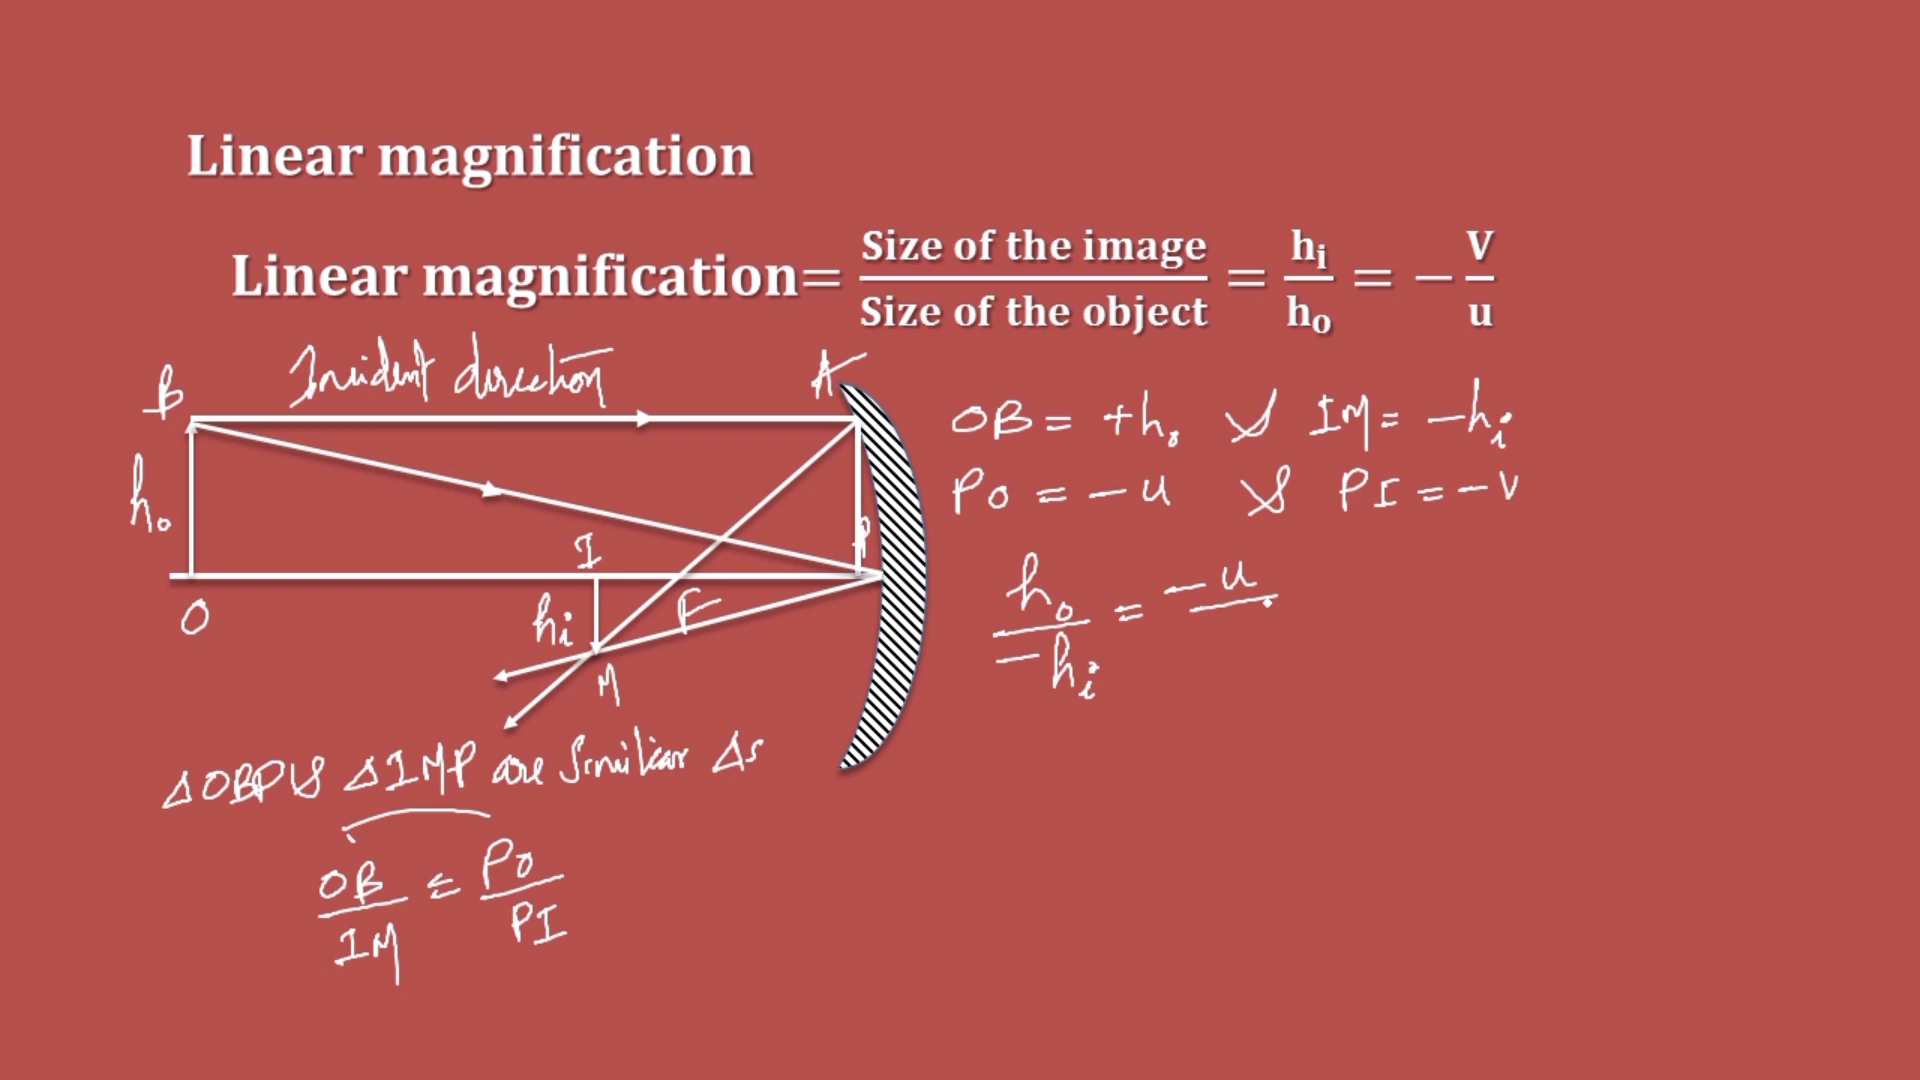 Linear magnification
Linear magnification= Size of the image / Size of the object = hi / ho = − V / u
B Incident direction A
ho
I
P
O
hi
F
M
OB = +ho & IM = −hi
PO = −u & PI = −v
ho / −hi = −u
ΔOBP & ΔIMP are Similar Δs
OB / IM = PO / PI